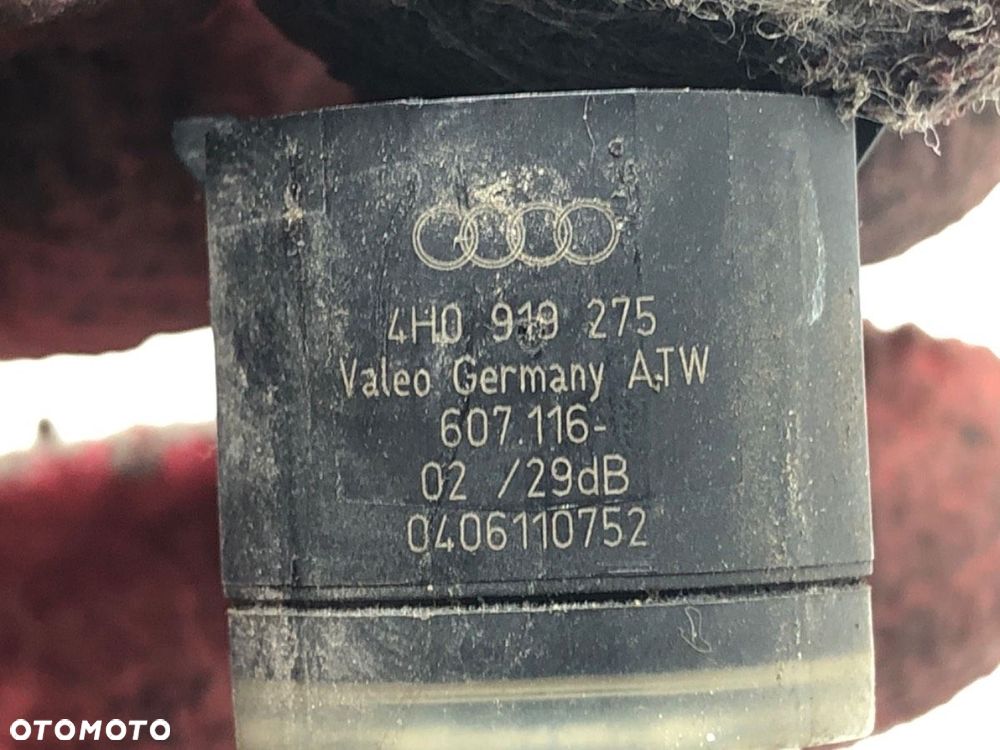 4H0 919 275
Valeo Germany ATW
607.116-
02 /29dB
0406110752
OTOMOTO